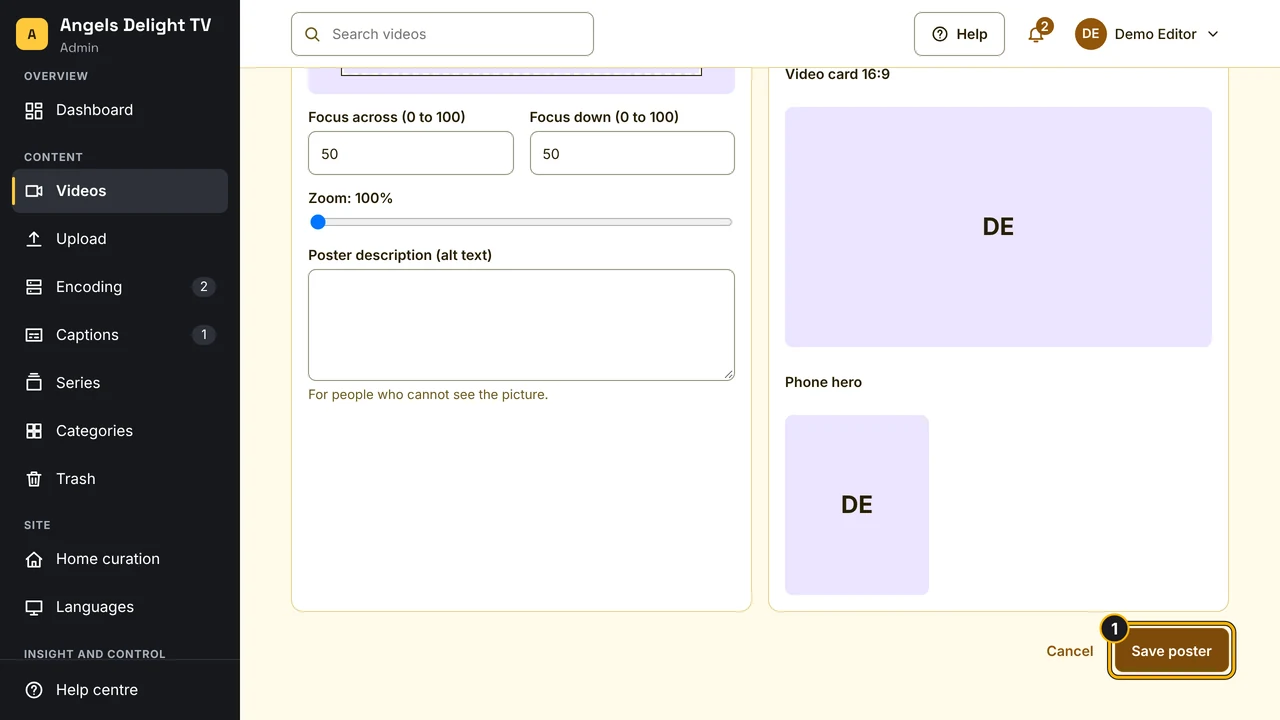 A
Angels Delight TV
Admin
OVERVIEW
Dashboard
CONTENT
Videos
Upload
Encoding 2
Captions 1
Series
Categories
Trash
SITE
Home curation
Languages
INSIGHT AND CONTROL
Help centre
Search videos
Help
2
DE Demo Editor
Focus across (0 to 100)
50
Focus down (0 to 100)
50
Zoom: 100%
Poster description (alt text)
For people who cannot see the picture.
Video card 16:9
DE
Phone hero
DE
Cancel
1
Save poster